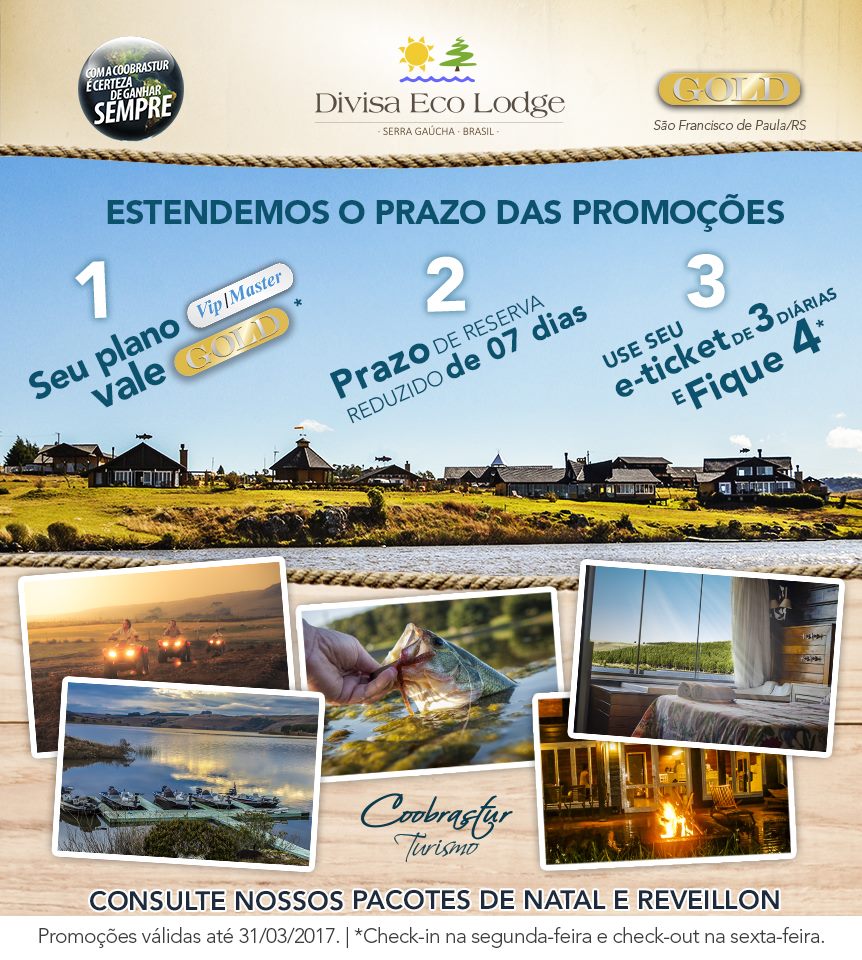 COM A COOBRASTUR
É CERTEZA
DE GANHAR
SEMPRE
Divisa Eco Lodge
· SERRA GAÚCHA · BRASIL ·
GOLD
São Francisco de Paula/RS
ESTENDEMOS O PRAZO DAS PROMOÇÕES
1
Seu plano Vip|Master
vale GOLD *
2
Prazo DE RESERVA
REDUZIDO de 07 dias
3
USE SEU
e-ticket DE 3 DIÁRIAS
E Fique 4*
Coobrastur
Turismo
CONSULTE NOSSOS PACOTES DE NATAL E REVEILLON
Promoções válidas até 31/03/2017. | *Check-in na segunda-feira e check-out na sexta-feira.